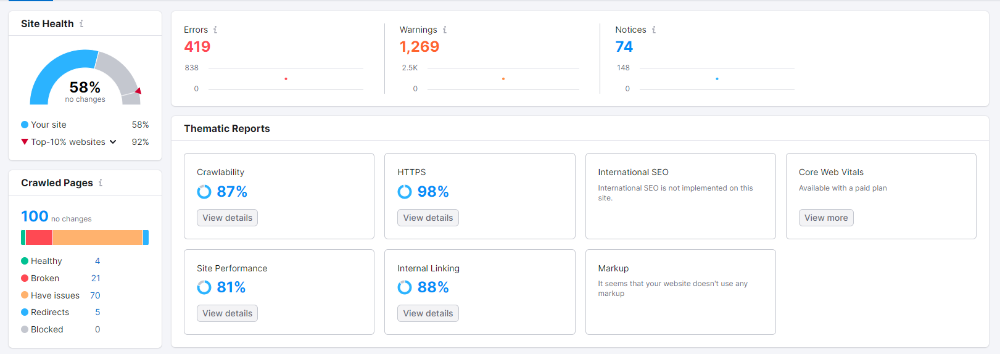 Site Health
58%
no changes
Your site 58%
Top-10% websites 92%
Crawled Pages
100 no changes
Healthy 4
Broken 21
Have issues 70
Redirects 5
Blocked 0
Errors
419
838
0
Warnings
1,269
2.5K
0
Notices
74
148
0
Thematic Reports
Crawlability
87%
View details
HTTPS
98%
View details
International SEO
International SEO is not implemented on this
site.
Core Web Vitals
Available with a paid plan
View more
Site Performance
81%
View details
Internal Linking
88%
View details
Markup
It seems that your website doesn't use any
markup